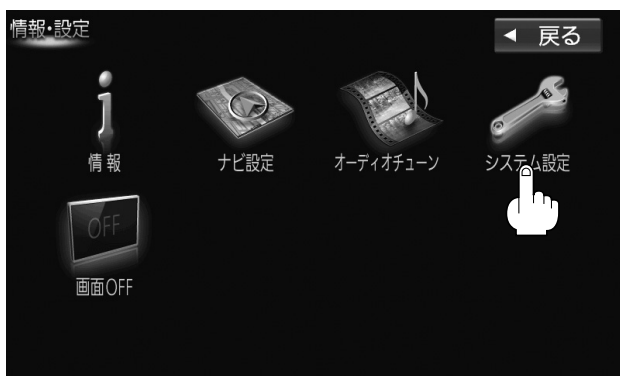 情報・設定
◀ 戻る
情報
ナビ設定
オーディオチューン
システム設定
OFF
画面OFF